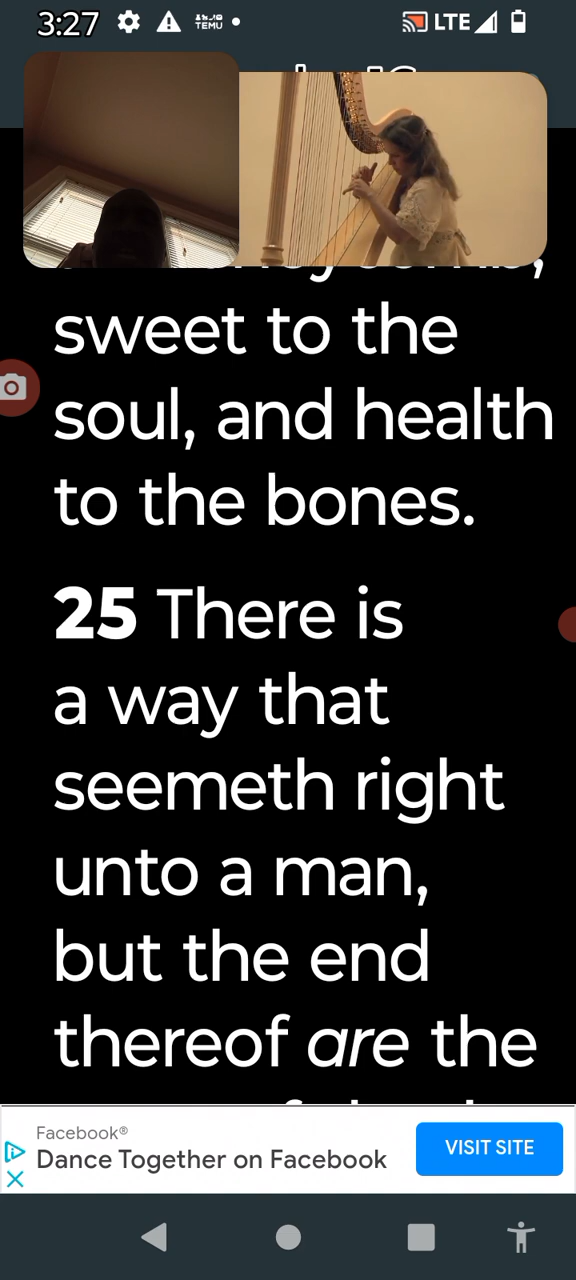 3:27 TEMU LTE
sweet to the
soul, and health
to the bones.
25 There is
a way that
seemeth right
unto a man,
but the end
thereof are the
Facebook®
Dance Together on Facebook
VISIT SITE